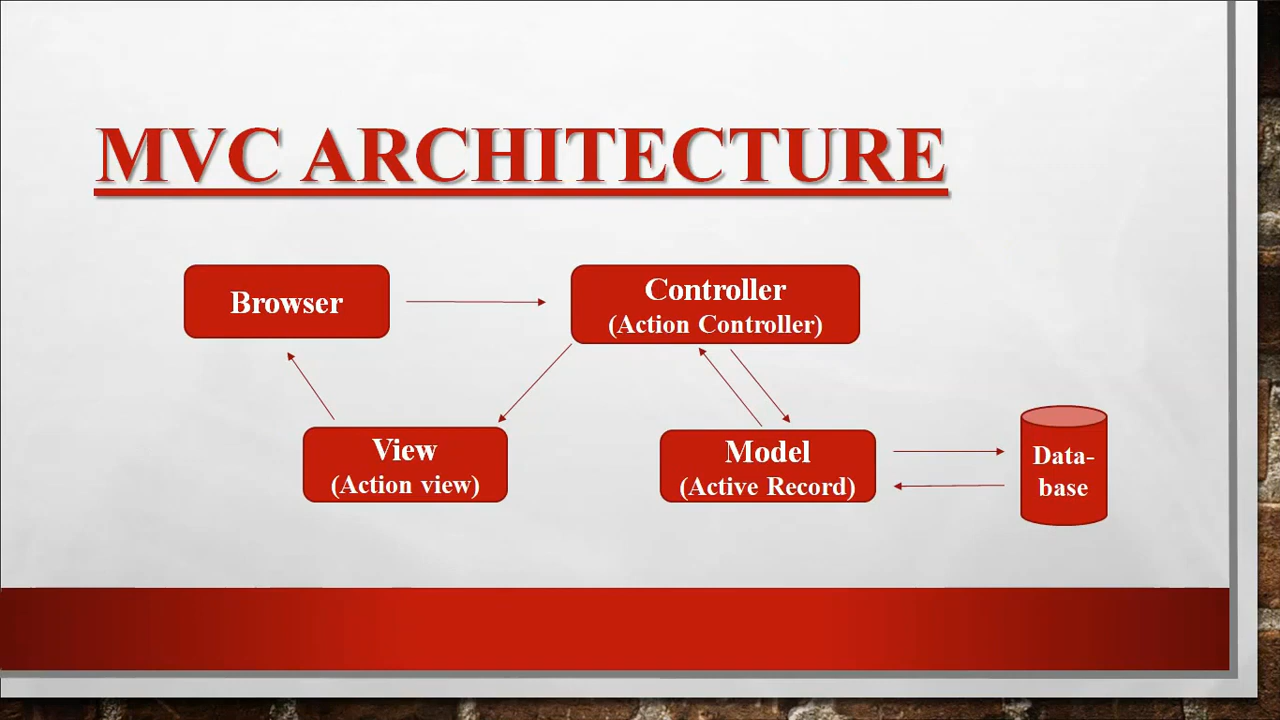 MVC ARCHITECTURE
Browser
Controller
(Action Controller)
View
(Action view)
Model
(Active Record)
Data-
base